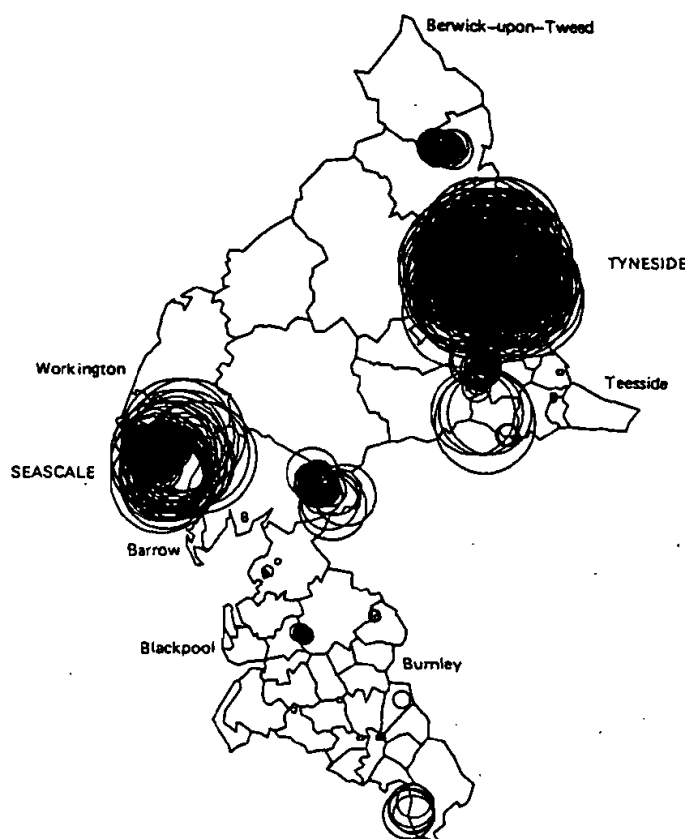 Berwick-upon-Tweed
TYNESIDE
Workington
Teesside
SEASCALE
Barrow
Blackpool
Burnley